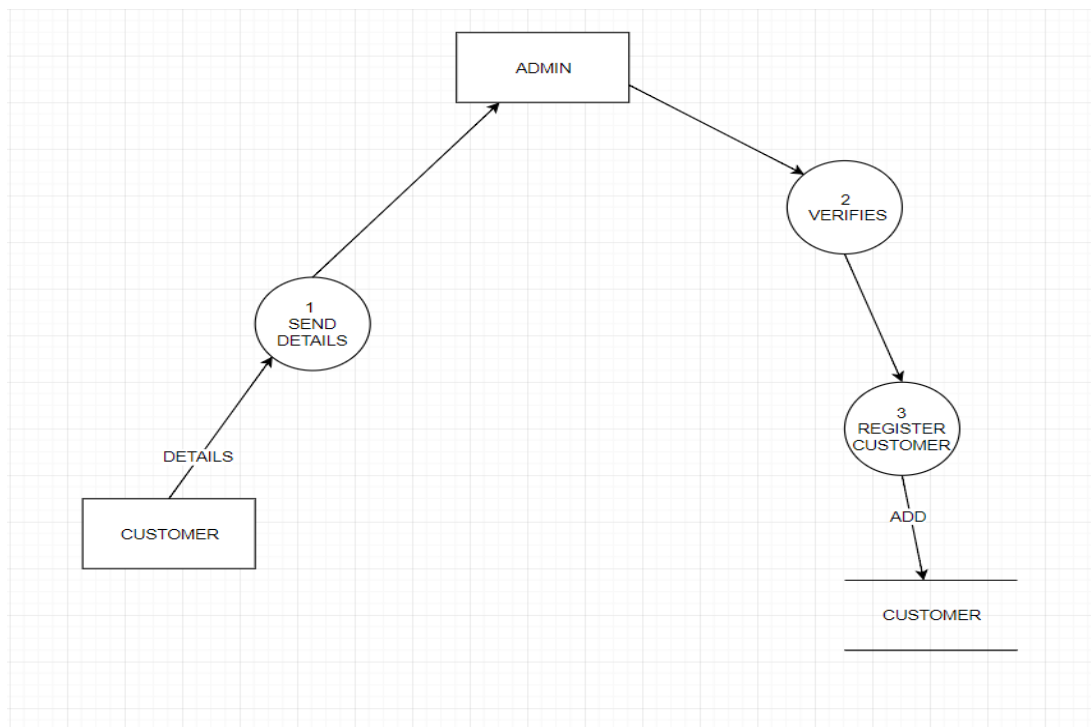 ADMIN
2
VERIFIES
1
SEND
DETAILS
3
REGISTER
CUSTOMER
DETAILS
ADD
CUSTOMER
CUSTOMER